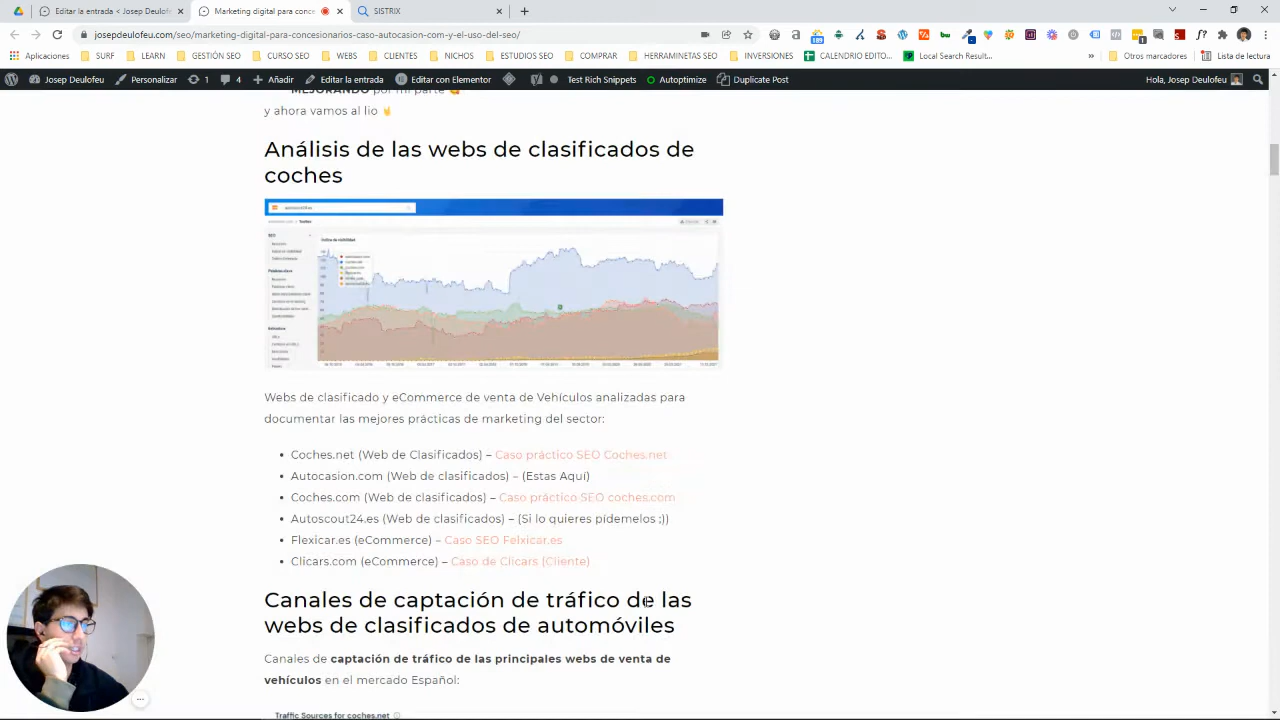 Editar la entrada < Josep Deulofeu
Marketing digital para concesion
SISTRIX
josepdeulofeu.com/seo/marketing-digital-para-concesionarios-caso-autocasion-com-y-el-uso-del-seo/
Aplicaciones
SEO
LEARN
GESTIÓN
CURSO SEO
WEBS
CLIENTES
ESTUDIOSEO
COMPRAR
HERRAMINETAS SEO
INVERSIONES
CALENDARIO EDITO...
Local Search Result...
»
Otros marcadores
Lista de lectura
Josep Deulofeu
Personalizar
1
4
Añadir
Editar la entrada
Editar con Elementor
Test Rich Snippets
Autoptimize
Duplicate Post
Hola, Josep Deulofeu
MEJORANDO por mi parte
y ahora vamos al lio
Análisis de las webs de clasificados de
coches
Webs de clasificado y eCommerce de venta de Vehículos analizadas para
documentar las mejores prácticas de marketing del sector:
• Coches.net (Web de Clasificados) – Caso práctico SEO Coches.net
• Autocasion.com (Web de clasificados) – (Estas Aquí)
• Coches.com (Web de clasificados) – Caso práctico SEO coches.com
• Autoscout24.es (Web de clasificados) – (Si lo quieres pídemelos ;))
• Flexicar.es (eCommerce) – Caso SEO Felxicar.es
• Clicars.com (eCommerce) – Caso de Clicars (Cliente)
Canales de captación de tráfico de las
webs de clasificados de automóviles
Canales de captación de tráfico de las principales webs de venta de
vehículos en el mercado Español:
Traffic Sources for coches.net